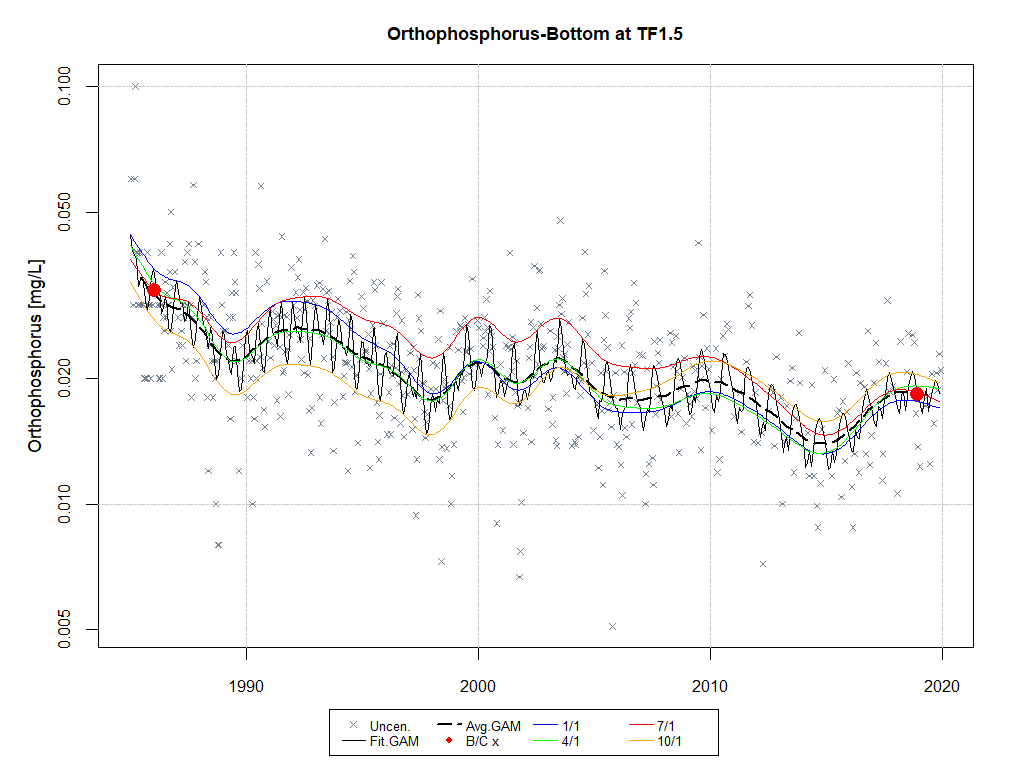 Orthophosphorus-Bottom at TF1.5
Orthophosphorus [mg/L]
0.100
0.050
0.020
0.010
0.005
1990 2000 2010 2020
Uncen. Avg.GAM 1/1 7/1
Fit.GAM B/C x 4/1 10/1